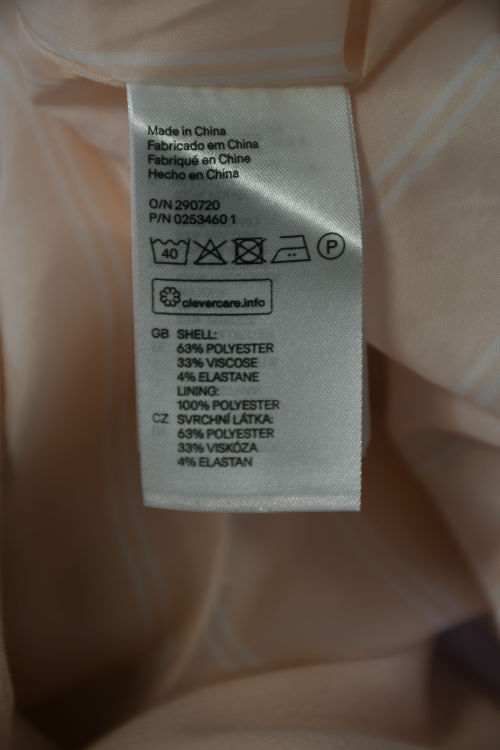 Made in China
Fabricado em China
Fabriqué en Chine
Hecho en China
O/N 290720
P/N 0253460 1
40 P
clevercare.info
GB SHELL:
63% POLYESTER
33% VISCOSE
4% ELASTANE
LINING:
100% POLYESTER
CZ SVRCHNÍ LÁTKA:
63% POLYESTER
33% VISKÓZA
4% ELASTAN